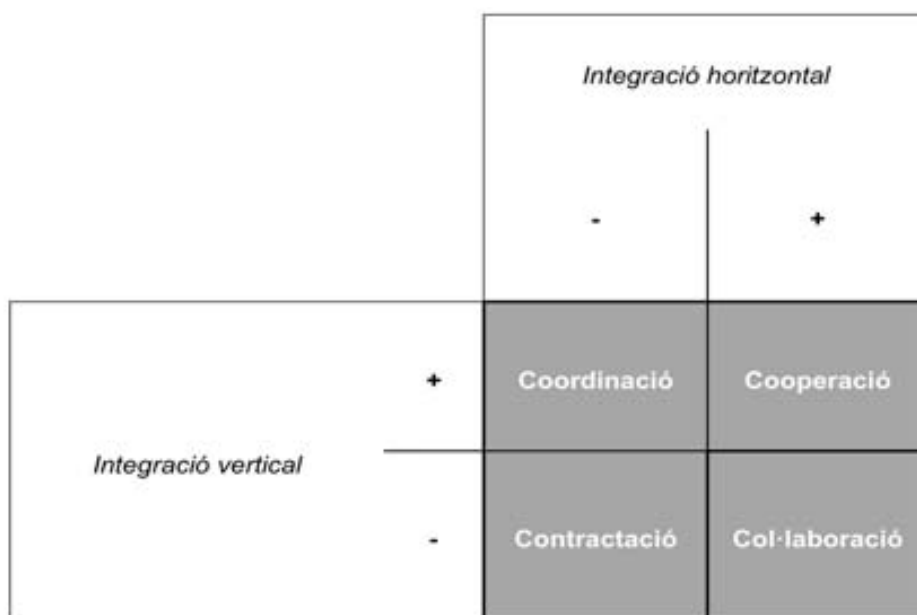 Integració horitzontal
- +
+ Coordinació Cooperació
Integració vertical
- Contractació Col·laboració